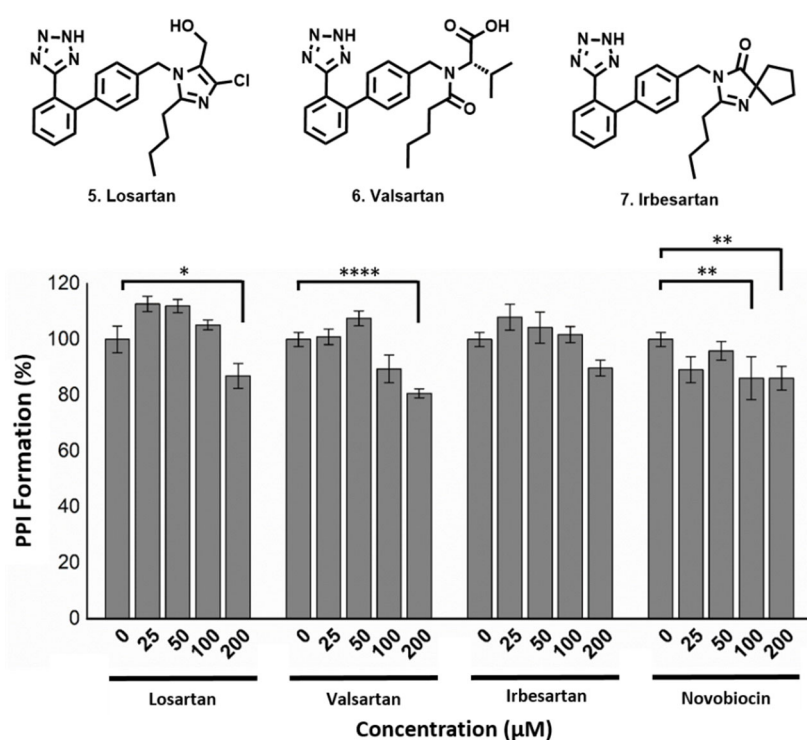 N-NH
N N
HO
N
N
Cl
5. Losartan
N-NH
N N
O OH
N
O
6. Valsartan
N-NH
N N
O
N
N
7. Irbesartan
* **** ** **
PPI Formation (%)
120
100
80
60
40
20
0
0 25 50 100 200 0 25 50 100 200 0 25 50 100 200 0 25 50 100 200
Losartan Valsartan Irbesartan Novobiocin
Concentration (μM)